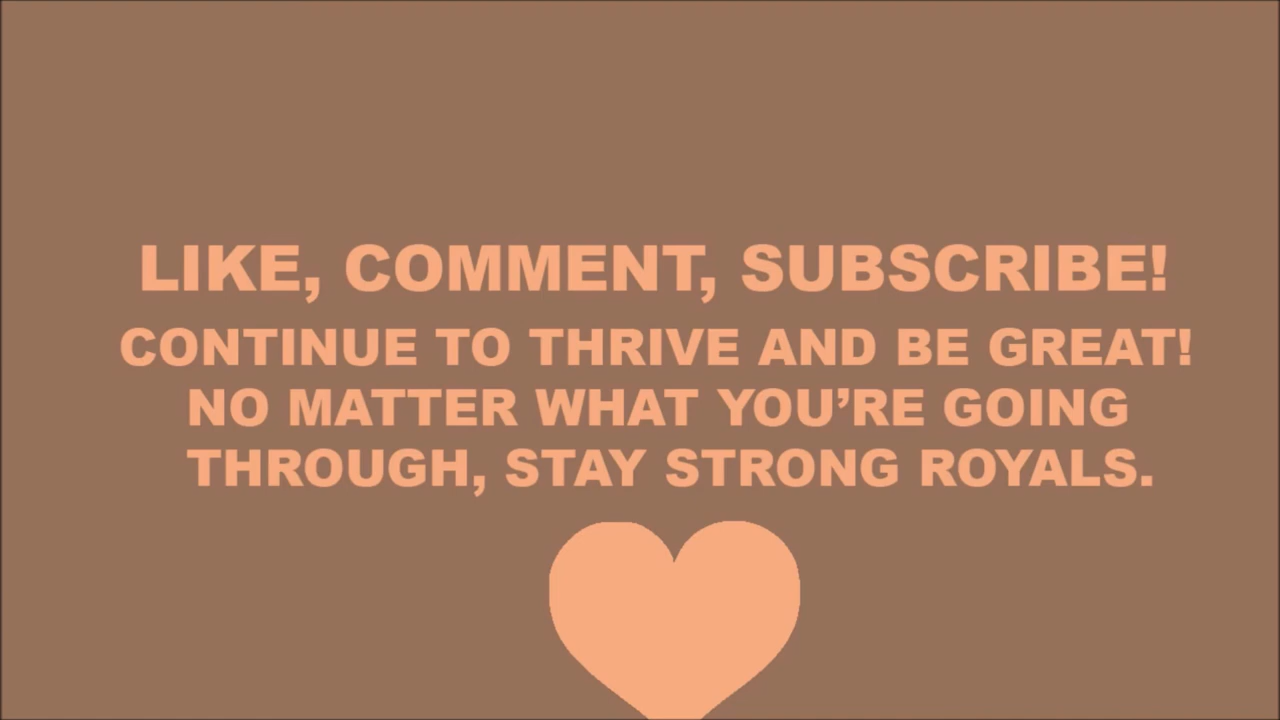 LIKE, COMMENT, SUBSCRIBE!
CONTINUE TO THRIVE AND BE GREAT!
NO MATTER WHAT YOU’RE GOING
THROUGH, STAY STRONG ROYALS.